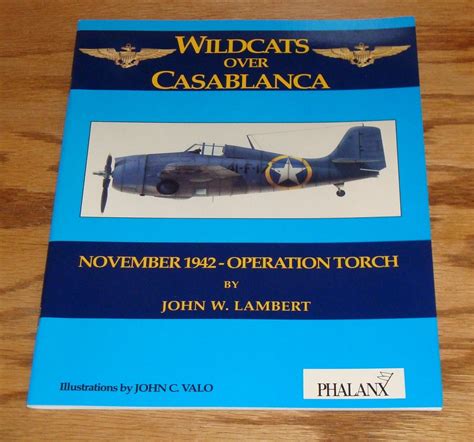 WILDCATS
OVER
CASABLANCA
NOVEMBER 1942 - OPERATION TORCH
BY
JOHN W. LAMBERT
Illustrations by JOHN C. VALO
PHALANX